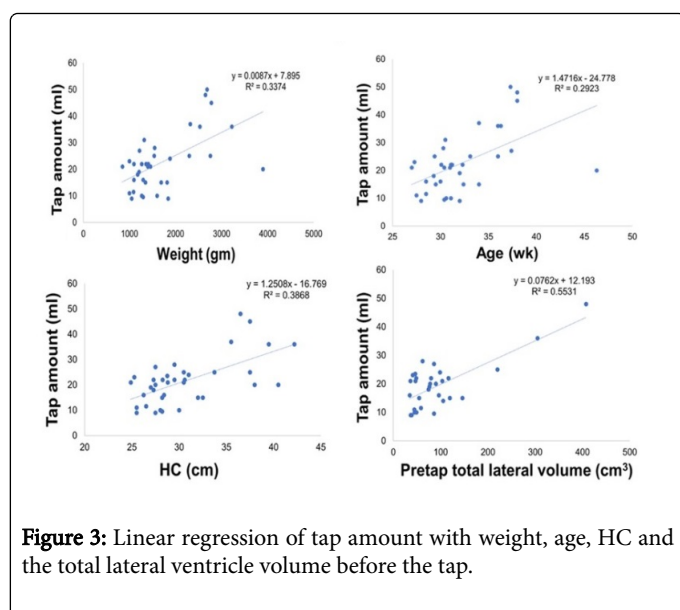 60
50
40
30
20
10
0
Tap amount (ml)
y = 0.0087x + 7.895
R² = 0.3374
0 1000 2000 3000 4000 5000
Weight (gm)
60
50
40
30
20
10
0
Tap amount (ml)
y = 1.4716x - 24.778
R² = 0.2923
25 30 35 40 45 50
Age (wk)
60
50
40
30
20
10
0
Tap amount (ml)
y = 1.2508x - 16.769
R² = 0.3868
20 25 30 35 40 45
HC (cm)
60
50
40
30
20
10
0
Tap amount (ml)
y = 0.0762x + 12.193
R² = 0.5531
0 100 200 300 400 500
Pretap total lateral volume (cm³)
Figure 3: Linear regression of tap amount with weight, age, HC and
the total lateral ventricle volume before the tap.